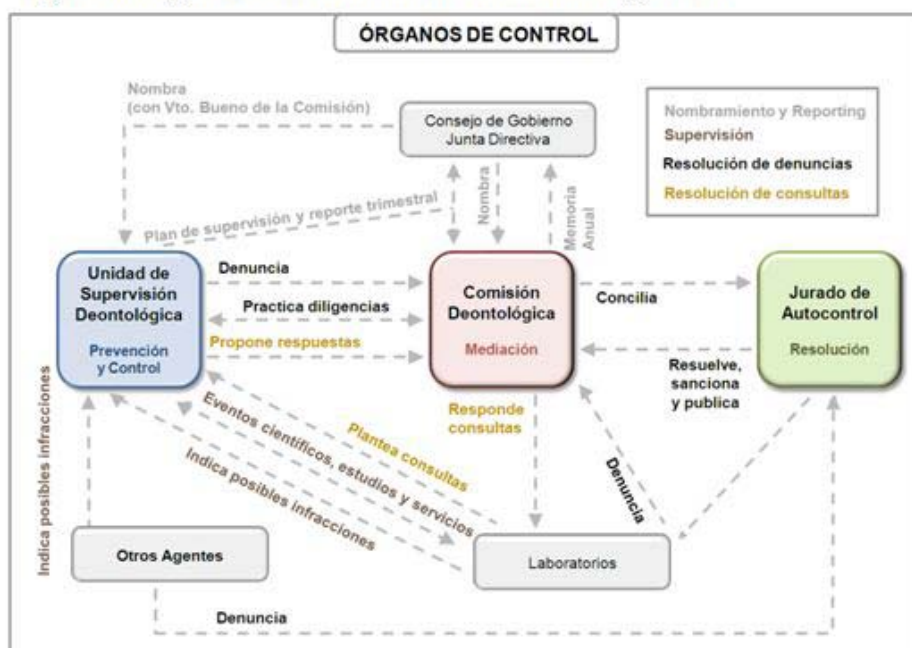 ÓRGANOS DE CONTROL
Nombra
(con Vto. Bueno de la Comisión)
Consejo de Gobierno
Junta Directiva
Nombramiento y Reporting
Supervisión
Resolución de denuncias
Resolución de consultas
Plan de supervisión y reporte trimestral
Nombra
Memoria
Anual
Unidad de
Supervisión
Deontológica
Prevención
y Control
Denuncia
Practica diligencias
Propone respuestas
Comisión
Deontológica
Mediación
Concilia
Resuelve,
sanciona
y publica
Jurado de
Autocontrol
Resolución
Responde
consultas
Plantea consultas
Eventos científicos, estudios y servicios
Indica posibles infracciones
Indica posibles infracciones
Denuncia
Otros Agentes
Laboratorios
Denuncia